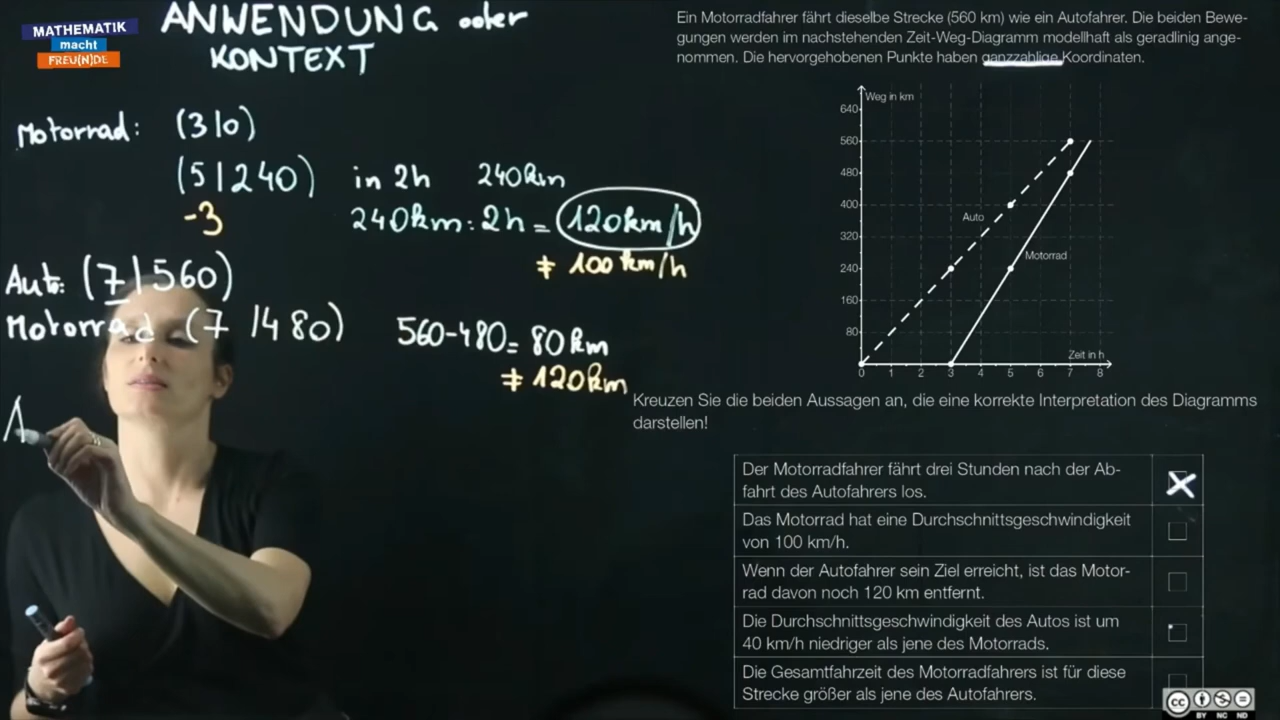 MATHEMATIK
macht
FREU(N)DE
ANWENDUNG oder
KONTEXT
Motorrad: (3|0)
(5|240) in 2h 240km
-3 240km:2h = 120km/h
≠ 100 km/h
Auto: (7|560)
Motorrad (7|480) 560-480= 80km
≠ 120km
Ein Motorradfahrer fährt dieselbe Strecke (560 km) wie ein Autofahrer. Die beiden Bewe-
gungen werden im nachstehenden Zeit-Weg-Diagramm modellhaft als geradlinig ange-
nommen. Die hervorgehobenen Punkte haben ganzzahlige Koordinaten.
Weg in km
640
560
480
400
320
240
160
80
Auto
Motorrad
Zeit in h
0 1 2 3 4 5 6 7 8
Kreuzen Sie die beiden Aussagen an, die eine korrekte Interpretation des Diagramms
darstellen!
Der Motorradfahrer fährt drei Stunden nach der Ab-
fahrt des Autofahrers los.
Das Motorrad hat eine Durchschnittsgeschwindigkeit
von 100 km/h.
Wenn der Autofahrer sein Ziel erreicht, ist das Motor-
rad davon noch 120 km entfernt.
Die Durchschnittsgeschwindigkeit des Autos ist um
40 km/h niedriger als jene des Motorrads.
Die Gesamtfahrzeit des Motorradfahrers ist für diese
Strecke größer als jene des Autofahrers.
cc
BY NC ND